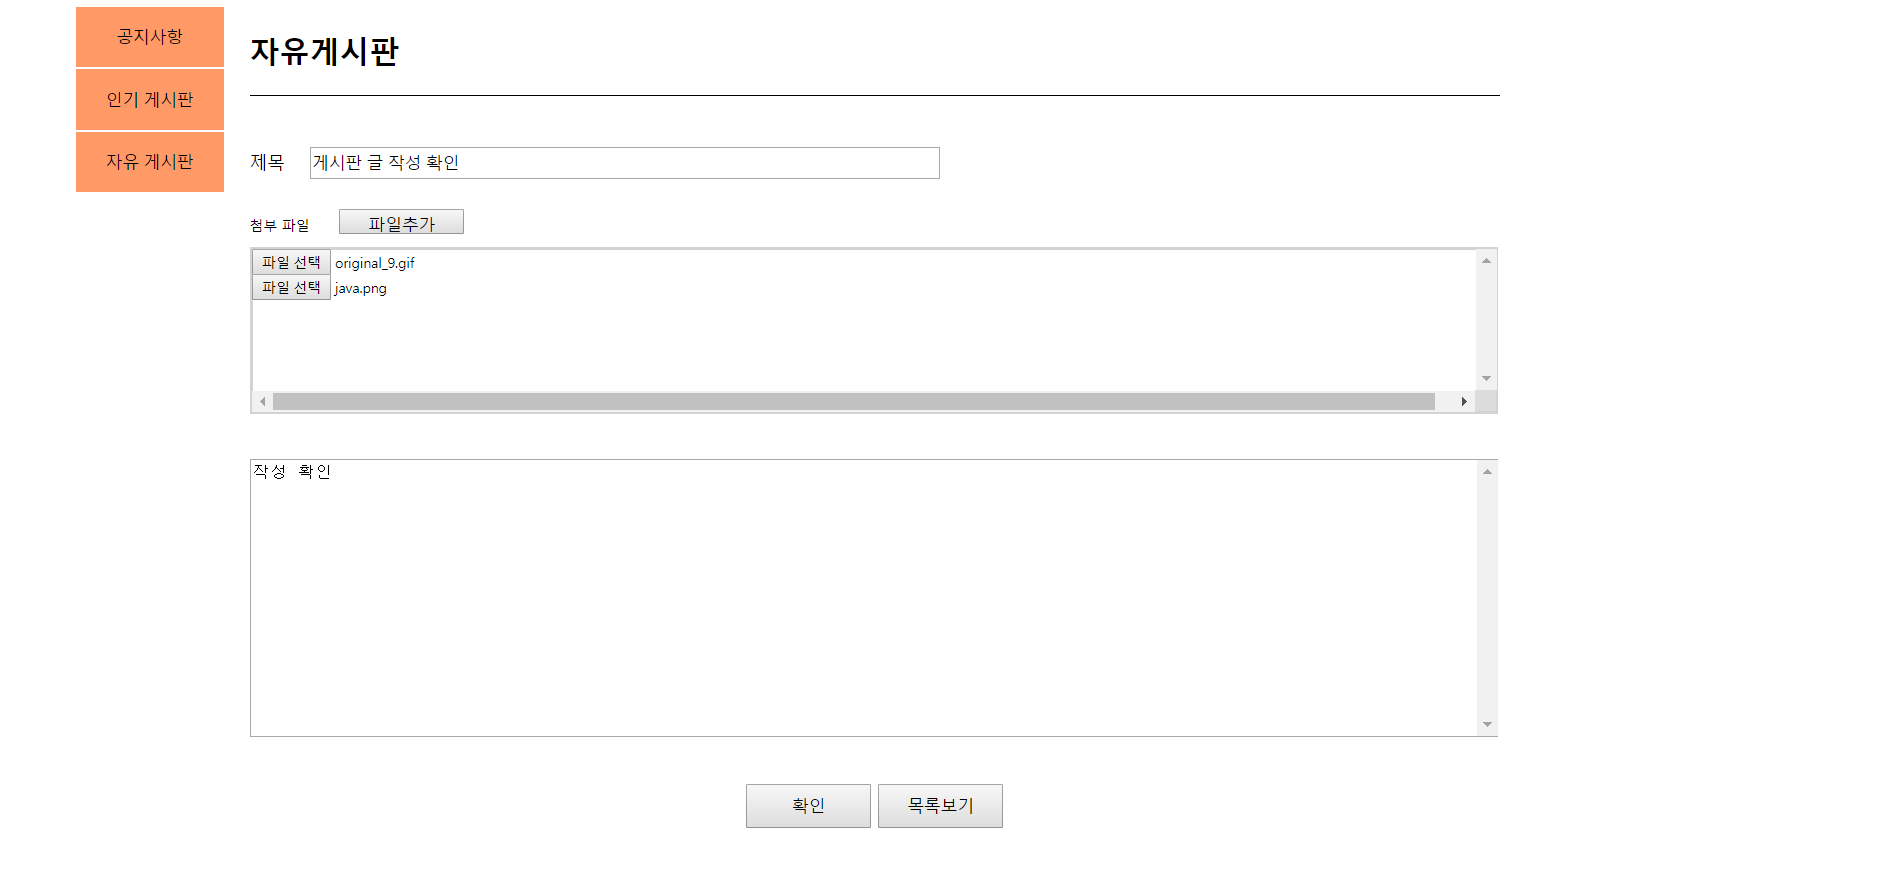 공지사항
인기 게시판
자유 게시판
자유게시판
제목 게시판 글 작성 확인
첨부 파일 파일추가
파일 선택 original_9.gif
파일 선택 java.png
작성 확인
확인 목록보기